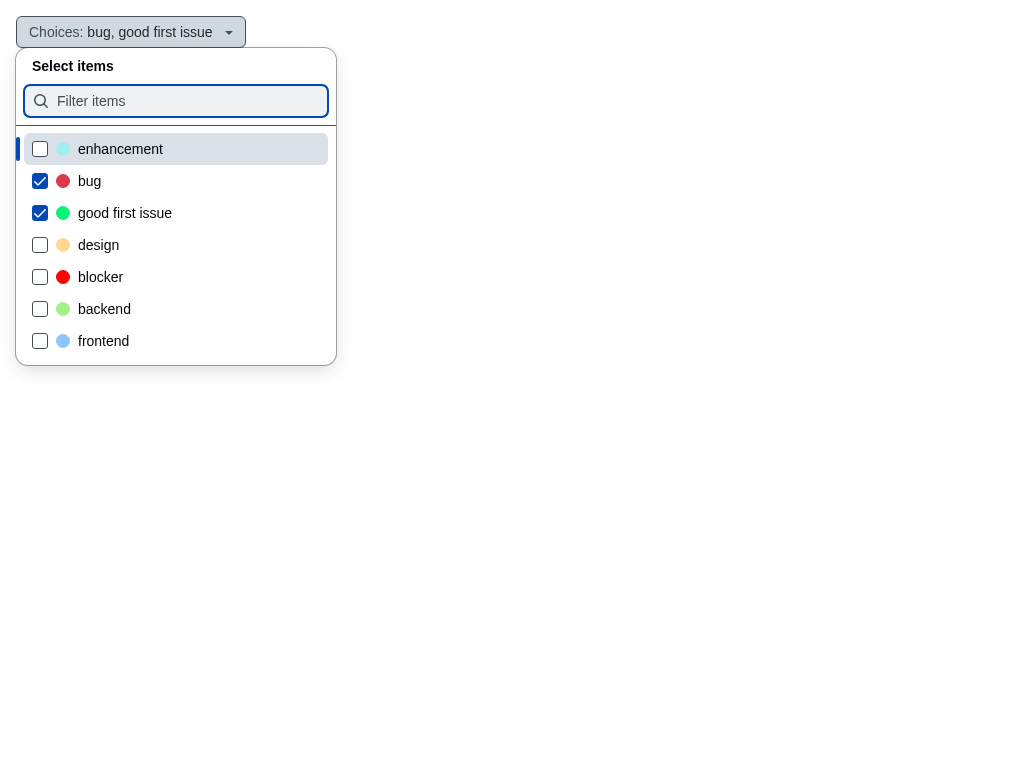 Choices: bug, good first issue
Select items
Filter items
enhancement
bug
good first issue
design
blocker
backend
frontend